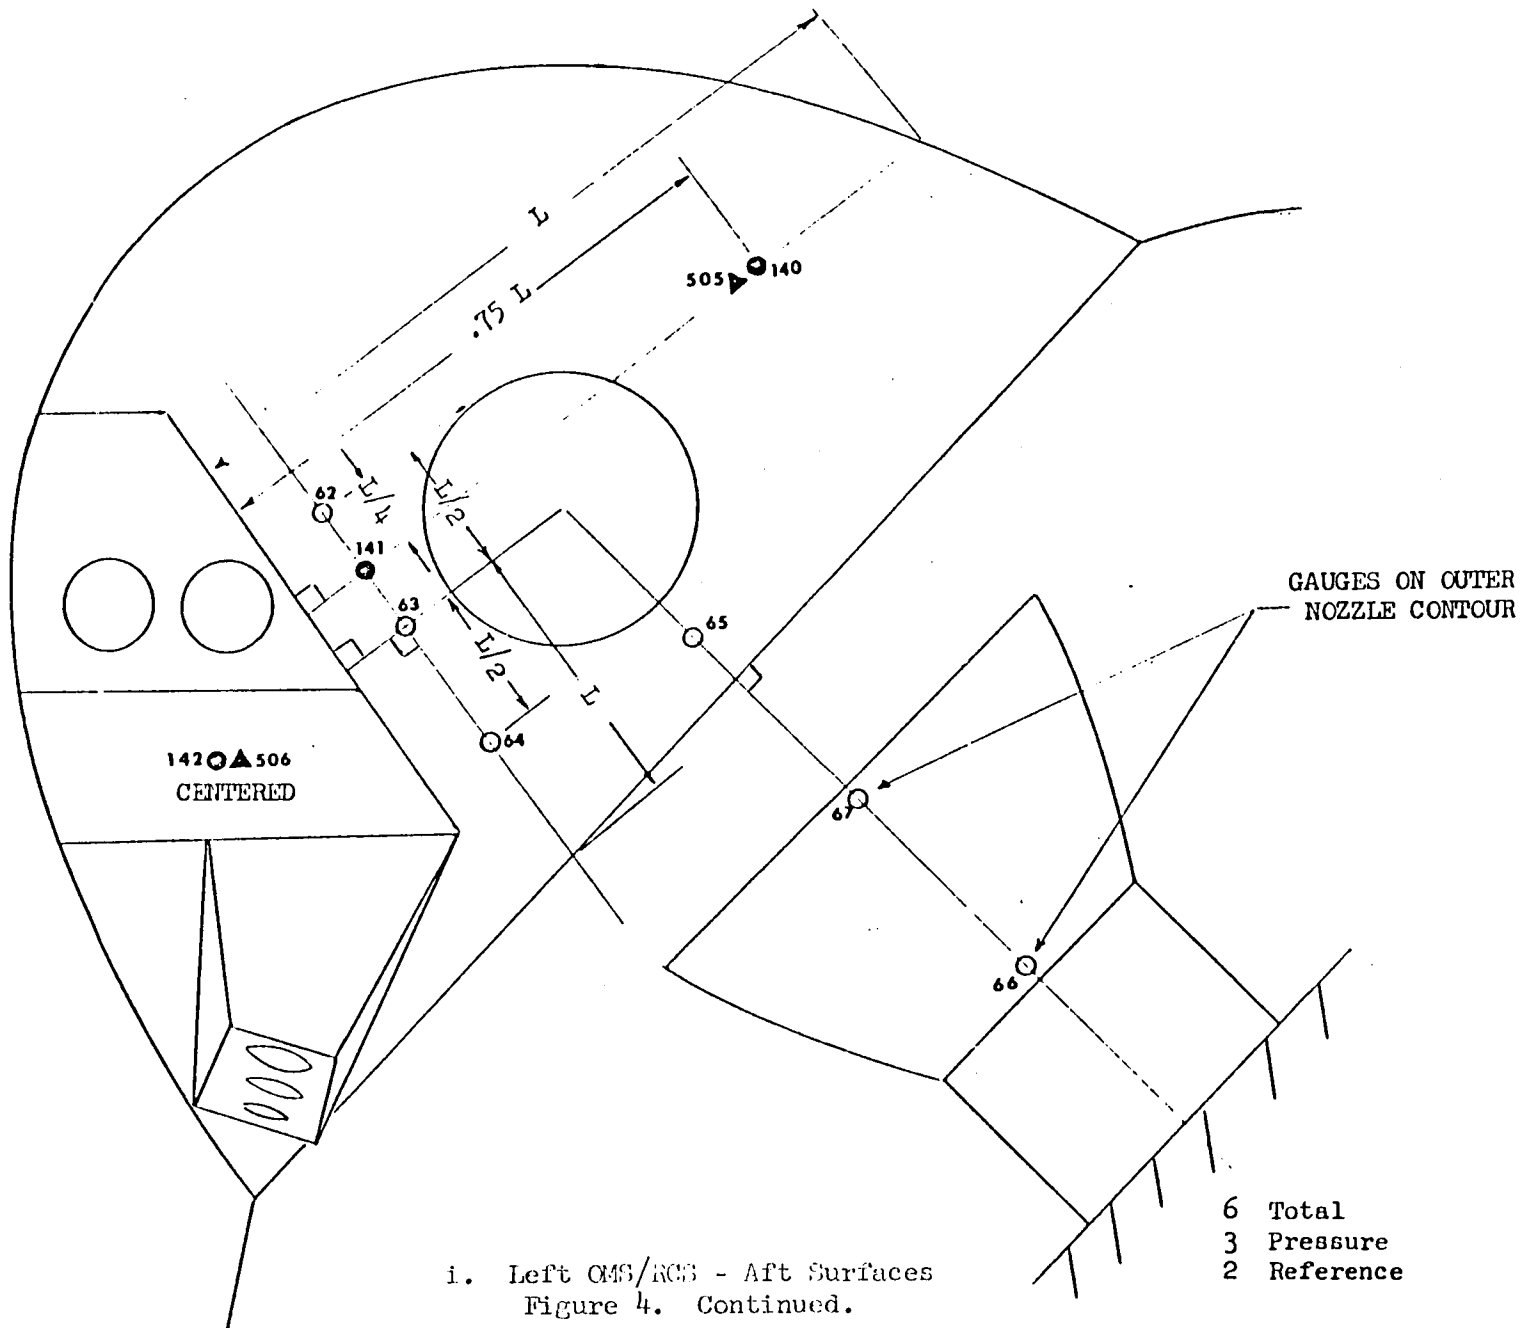 L
.75 L
505 140
62
L/4
L/2
141
63
65
L/2
L
64
GAUGES ON OUTER
NOZZLE CONTOUR
142 506
CENTERED
67
66
6 Total
3 Pressure
2 Reference
i. Left OMS/RCS - Aft Surfaces
Figure 4. Continued.